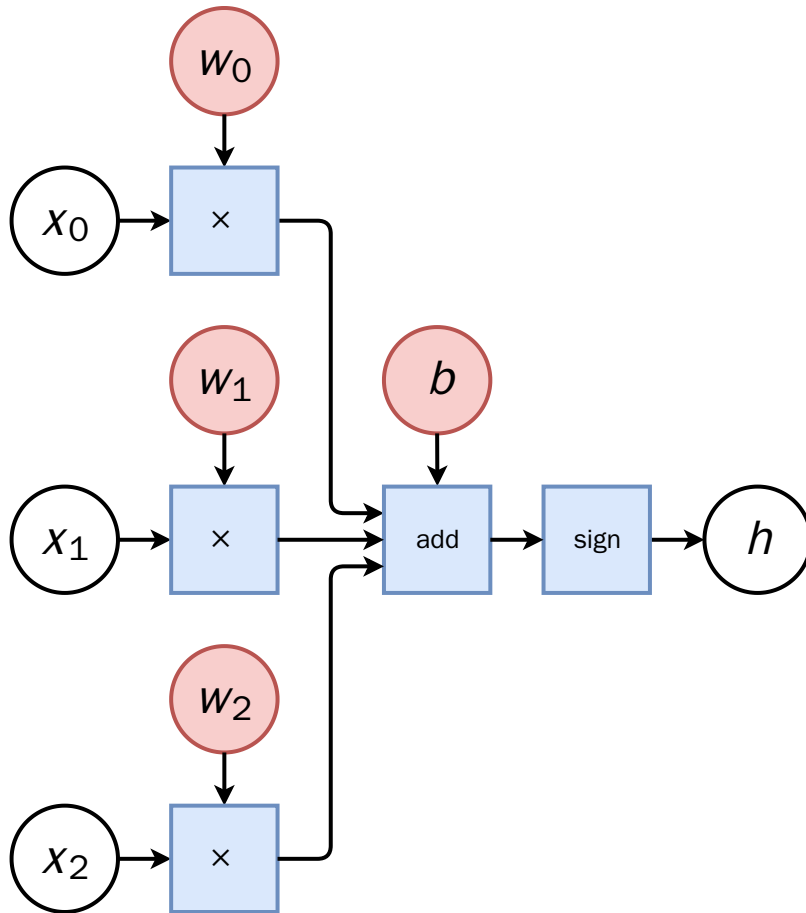 w₀
x₀
×
w₁
b
x₁
×
add
sign
h
w₂
x₂
×